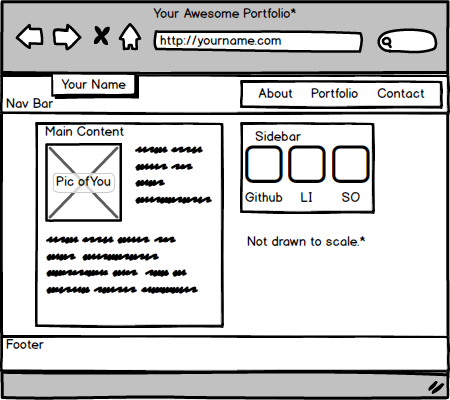 Your Awesome Portfolio*
http://yourname.com
Your Name
Nav Bar
About Portfolio Contact
Main Content
Pic of You
Sidebar
Github LI SO
Not drawn to scale.*
Footer